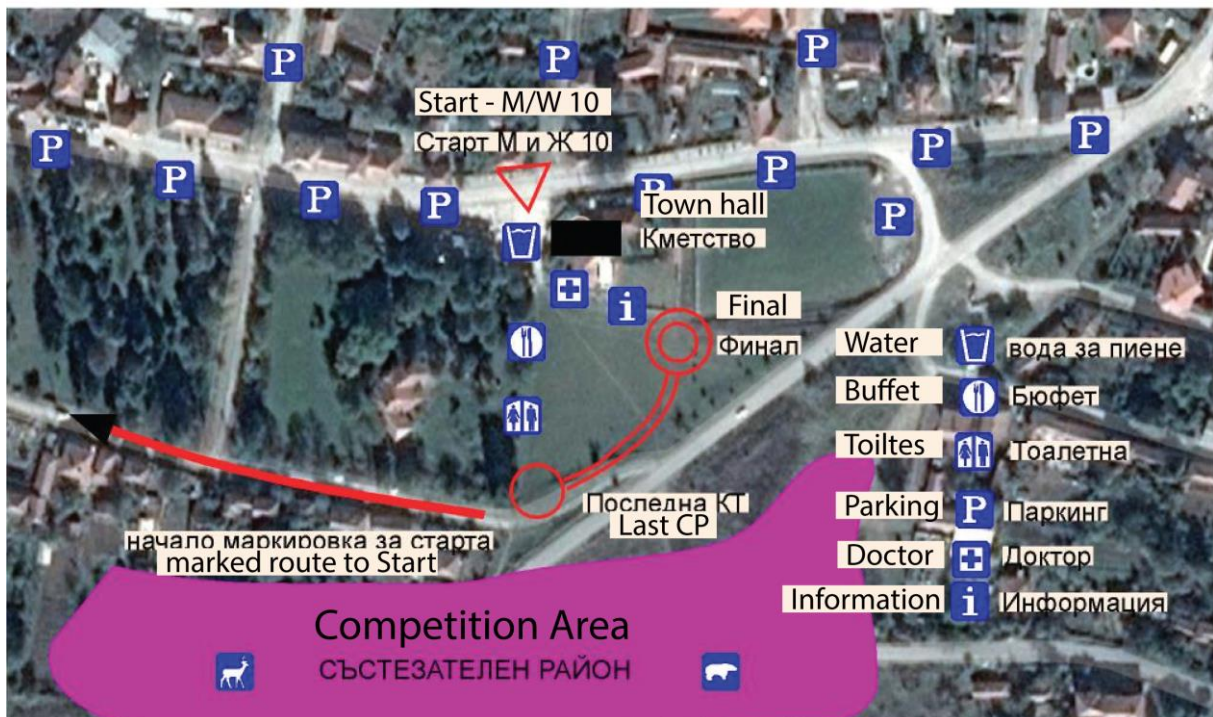 P
P
P
Start - M/W 10
Старт М и Ж 10
P
P
P
P
P
P
P
P
P
Town hall
Кметство
P
i
Final
Финал
Water
вода за пиене
Buffet
Бюфет
Toiltes
Тоалетна
Последна КТ
Last CP
Parking
P
Паркинг
начало маркировка за старта
marked route to Start
Doctor
Доктор
Information
i
Информация
Competition Area
СЪСТЕЗАТЕЛЕН РАЙОН